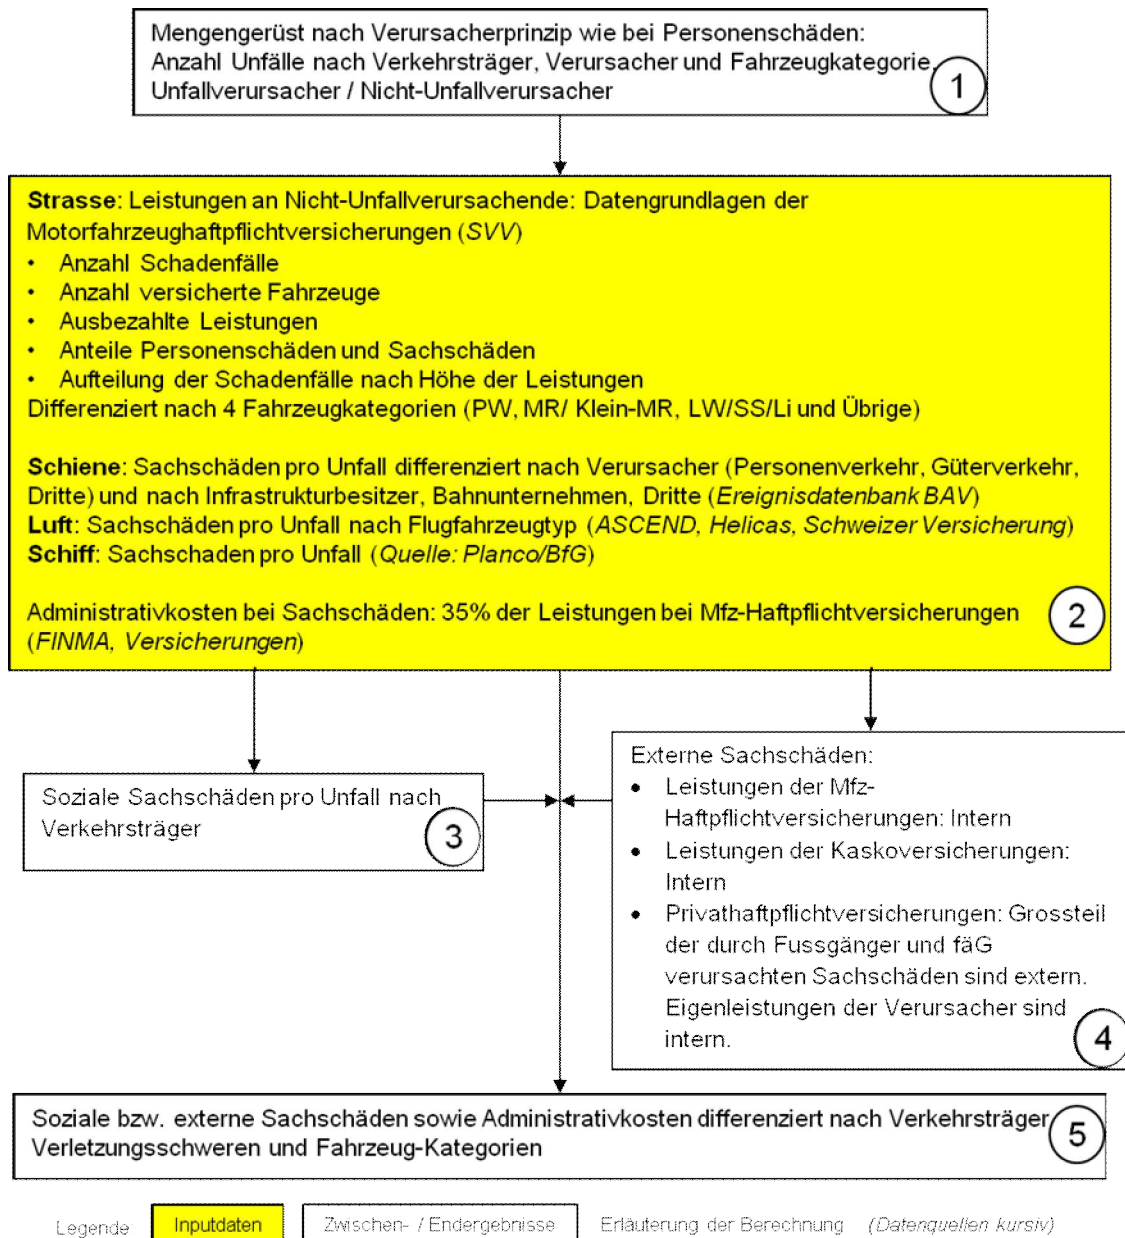 Mengengerüst nach Verursacherprinzip wie bei Personenschäden:
Anzahl Unfälle nach Verkehrsträger, Verursacher und Fahrzeugkategorie,
Unfallverursacher / Nicht-Unfallverursacher
1
Strasse: Leistungen an Nicht-Unfallverursachende: Datengrundlagen der
Motorfahrzeughaftpflichtversicherungen (SVV)
• Anzahl Schadenfälle
• Anzahl versicherte Fahrzeuge
• Ausbezahlte Leistungen
• Anteile Personenschäden und Sachschäden
• Aufteilung der Schadenfälle nach Höhe der Leistungen
Differenziert nach 4 Fahrzeugkategorien (PW, MR/ Klein-MR, LW/SS/Li und Übrige)
Schiene: Sachschäden pro Unfall differenziert nach Verursacher (Personenverkehr, Güterverkehr,
Dritte) und nach Infrastrukturbesitzer, Bahnunternehmen, Dritte (Ereignisdatenbank BAV)
Luft: Sachschäden pro Unfall nach Flugfahrzeugtyp (ASCEND, Helicas, Schweizer Versicherung)
Schiff: Sachschaden pro Unfall (Quelle: Planco/BfG)
Administrativkosten bei Sachschäden: 35% der Leistungen bei Mfz-Haftpflichtversicherungen
(FINMA, Versicherungen)
2
Soziale Sachschäden pro Unfall nach
Verkehrsträger
3
Externe Sachschäden:
• Leistungen der Mfz-
Haftpflichtversicherungen: Intern
• Leistungen der Kaskoversicherungen:
Intern
• Privathaftpflichtversicherungen: Grossteil
der durch Fussgänger und fäG
verursachten Sachschäden sind extern.
Eigenleistungen der Verursacher sind
intern.
4
Soziale bzw. externe Sachschäden sowie Administrativkosten differenziert nach Verkehrsträger
Verletzungsschweren und Fahrzeug-Kategorien
5
Legende Inputdaten Zwischen- / Endergebnisse Erläuterung der Berechnung (Datenquellen kursiv)